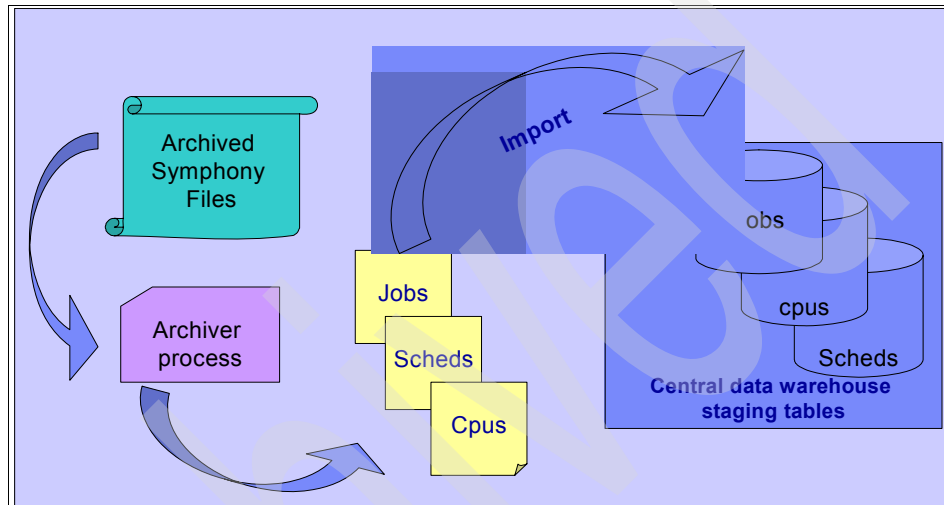 Archived
Symphony
Files
Import
obs
Jobs
cpus
Archiver
process
Scheds
Scheds
Cpus
Central data warehouse
staging tables